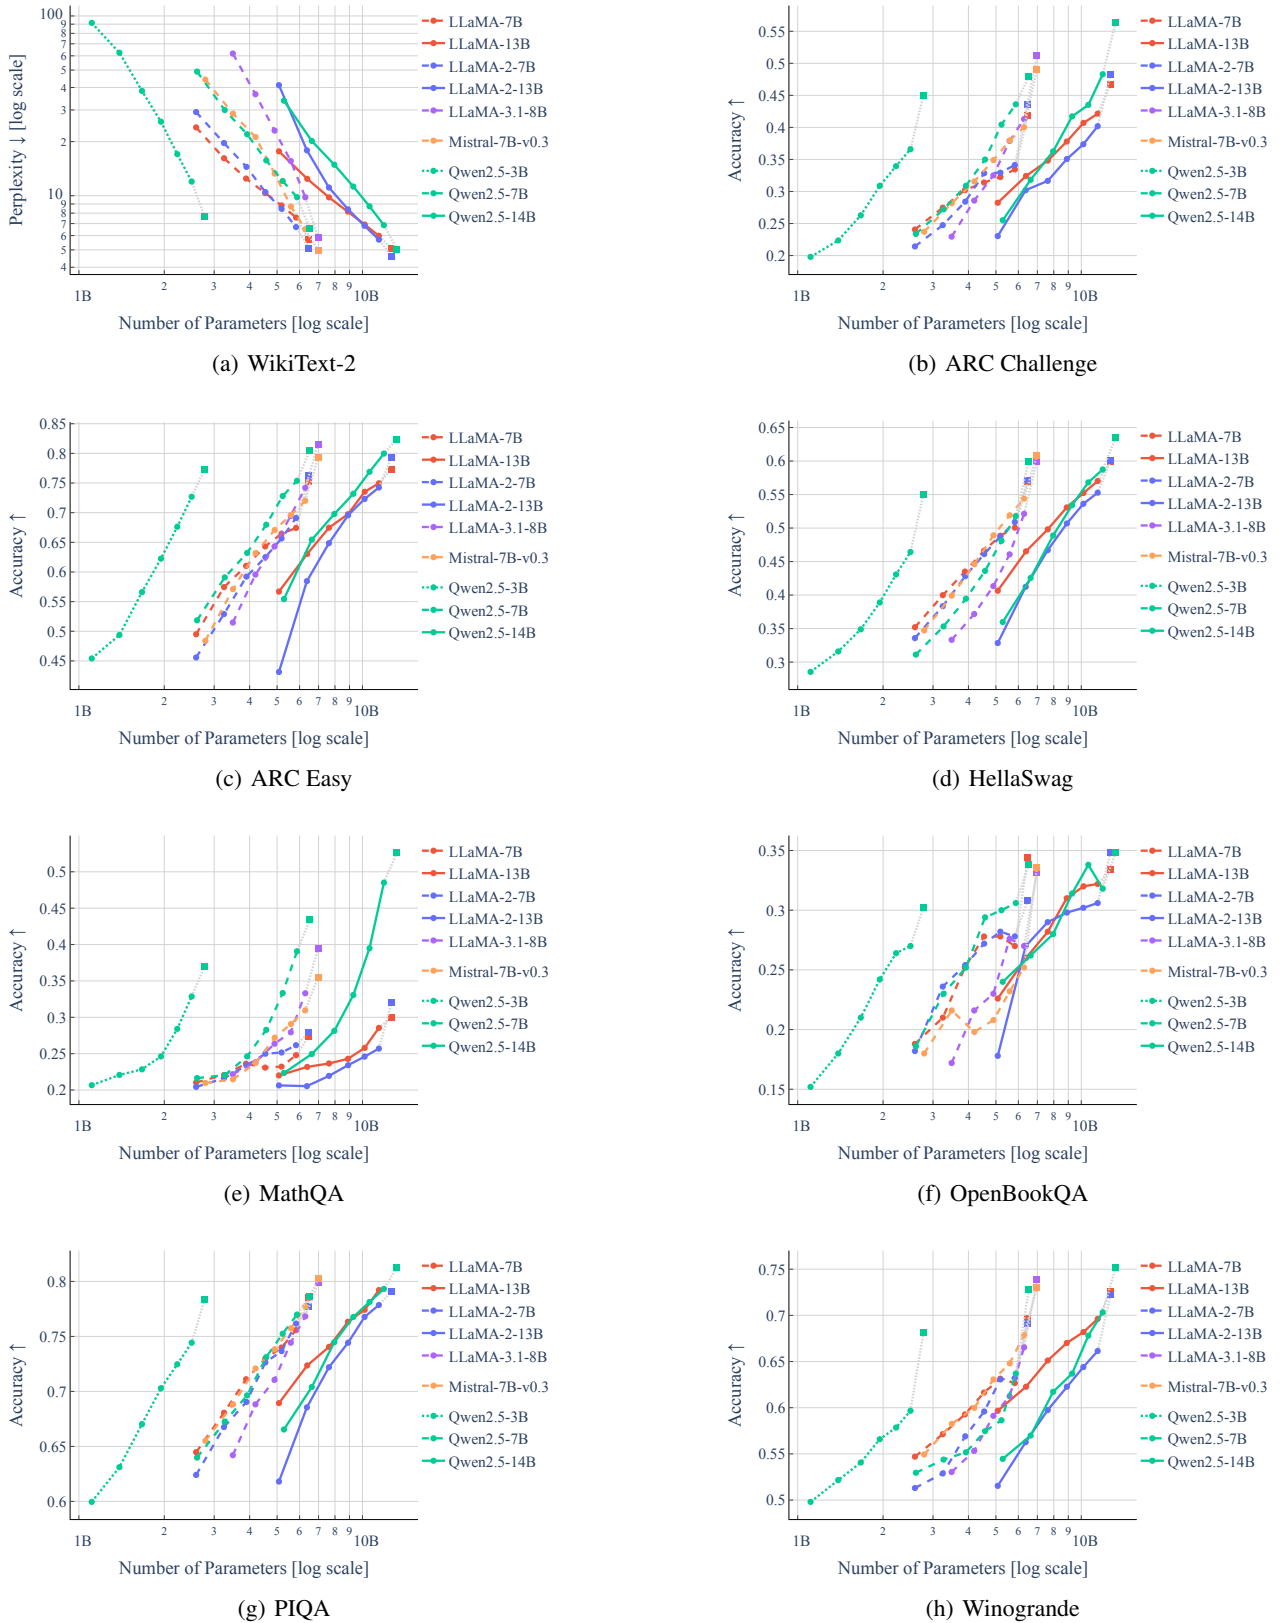 100
9
8
7
6
5
4
3
2
10
9
8
7
6
5
4
Perplexity ↓ [log scale]
1B
2
3
4
5
6
7
8
9
10B
Number of Parameters [log scale]
LLaMA-7B
LLaMA-13B
LLaMA-2-7B
LLaMA-2-13B
LLaMA-3.1-8B
Mistral-7B-v0.3
Qwen2.5-3B
Qwen2.5-7B
Qwen2.5-14B
(a) WikiText-2
0.55
0.5
0.45
0.4
0.35
0.3
0.25
0.2
Accuracy ↑
1B
2
3
4
5
6
7
8
9
10B
Number of Parameters [log scale]
LLaMA-7B
LLaMA-13B
LLaMA-2-7B
LLaMA-2-13B
LLaMA-3.1-8B
Mistral-7B-v0.3
Qwen2.5-3B
Qwen2.5-7B
Qwen2.5-14B
(b) ARC Challenge
0.85
0.8
0.75
0.7
0.65
0.6
0.55
0.5
0.45
Accuracy ↑
1B
2
3
4
5
6
7
8
9
10B
Number of Parameters [log scale]
LLaMA-7B
LLaMA-13B
LLaMA-2-7B
LLaMA-2-13B
LLaMA-3.1-8B
Mistral-7B-v0.3
Qwen2.5-3B
Qwen2.5-7B
Qwen2.5-14B
(c) ARC Easy
0.65
0.6
0.55
0.5
0.45
0.4
0.35
0.3
Accuracy ↑
1B
2
3
4
5
6
7
8
9
10B
Number of Parameters [log scale]
LLaMA-7B
LLaMA-13B
LLaMA-2-7B
LLaMA-2-13B
LLaMA-3.1-8B
Mistral-7B-v0.3
Qwen2.5-3B
Qwen2.5-7B
Qwen2.5-14B
(d) HellaSwag
0.5
0.45
0.4
0.35
0.3
0.25
0.2
Accuracy ↑
1B
2
3
4
5
6
7
8
9
10B
Number of Parameters [log scale]
LLaMA-7B
LLaMA-13B
LLaMA-2-7B
LLaMA-2-13B
LLaMA-3.1-8B
Mistral-7B-v0.3
Qwen2.5-3B
Qwen2.5-7B
Qwen2.5-14B
(e) MathQA
0.35
0.3
0.25
0.2
0.15
Accuracy ↑
1B
2
3
4
5
6
7
8
9
10B
Number of Parameters [log scale]
LLaMA-7B
LLaMA-13B
LLaMA-2-7B
LLaMA-2-13B
LLaMA-3.1-8B
Mistral-7B-v0.3
Qwen2.5-3B
Qwen2.5-7B
Qwen2.5-14B
(f) OpenBookQA
0.8
0.75
0.7
0.65
0.6
Accuracy ↑
1B
2
3
4
5
6
7
8
9
10B
Number of Parameters [log scale]
LLaMA-7B
LLaMA-13B
LLaMA-2-7B
LLaMA-2-13B
LLaMA-3.1-8B
Mistral-7B-v0.3
Qwen2.5-3B
Qwen2.5-7B
Qwen2.5-14B
(g) PIQA
0.75
0.7
0.65
0.6
0.55
0.5
Accuracy ↑
1B
2
3
4
5
6
7
8
9
10B
Number of Parameters [log scale]
LLaMA-7B
LLaMA-13B
LLaMA-2-7B
LLaMA-2-13B
LLaMA-3.1-8B
Mistral-7B-v0.3
Qwen2.5-3B
Qwen2.5-7B
Qwen2.5-14B
(h) Winogrande